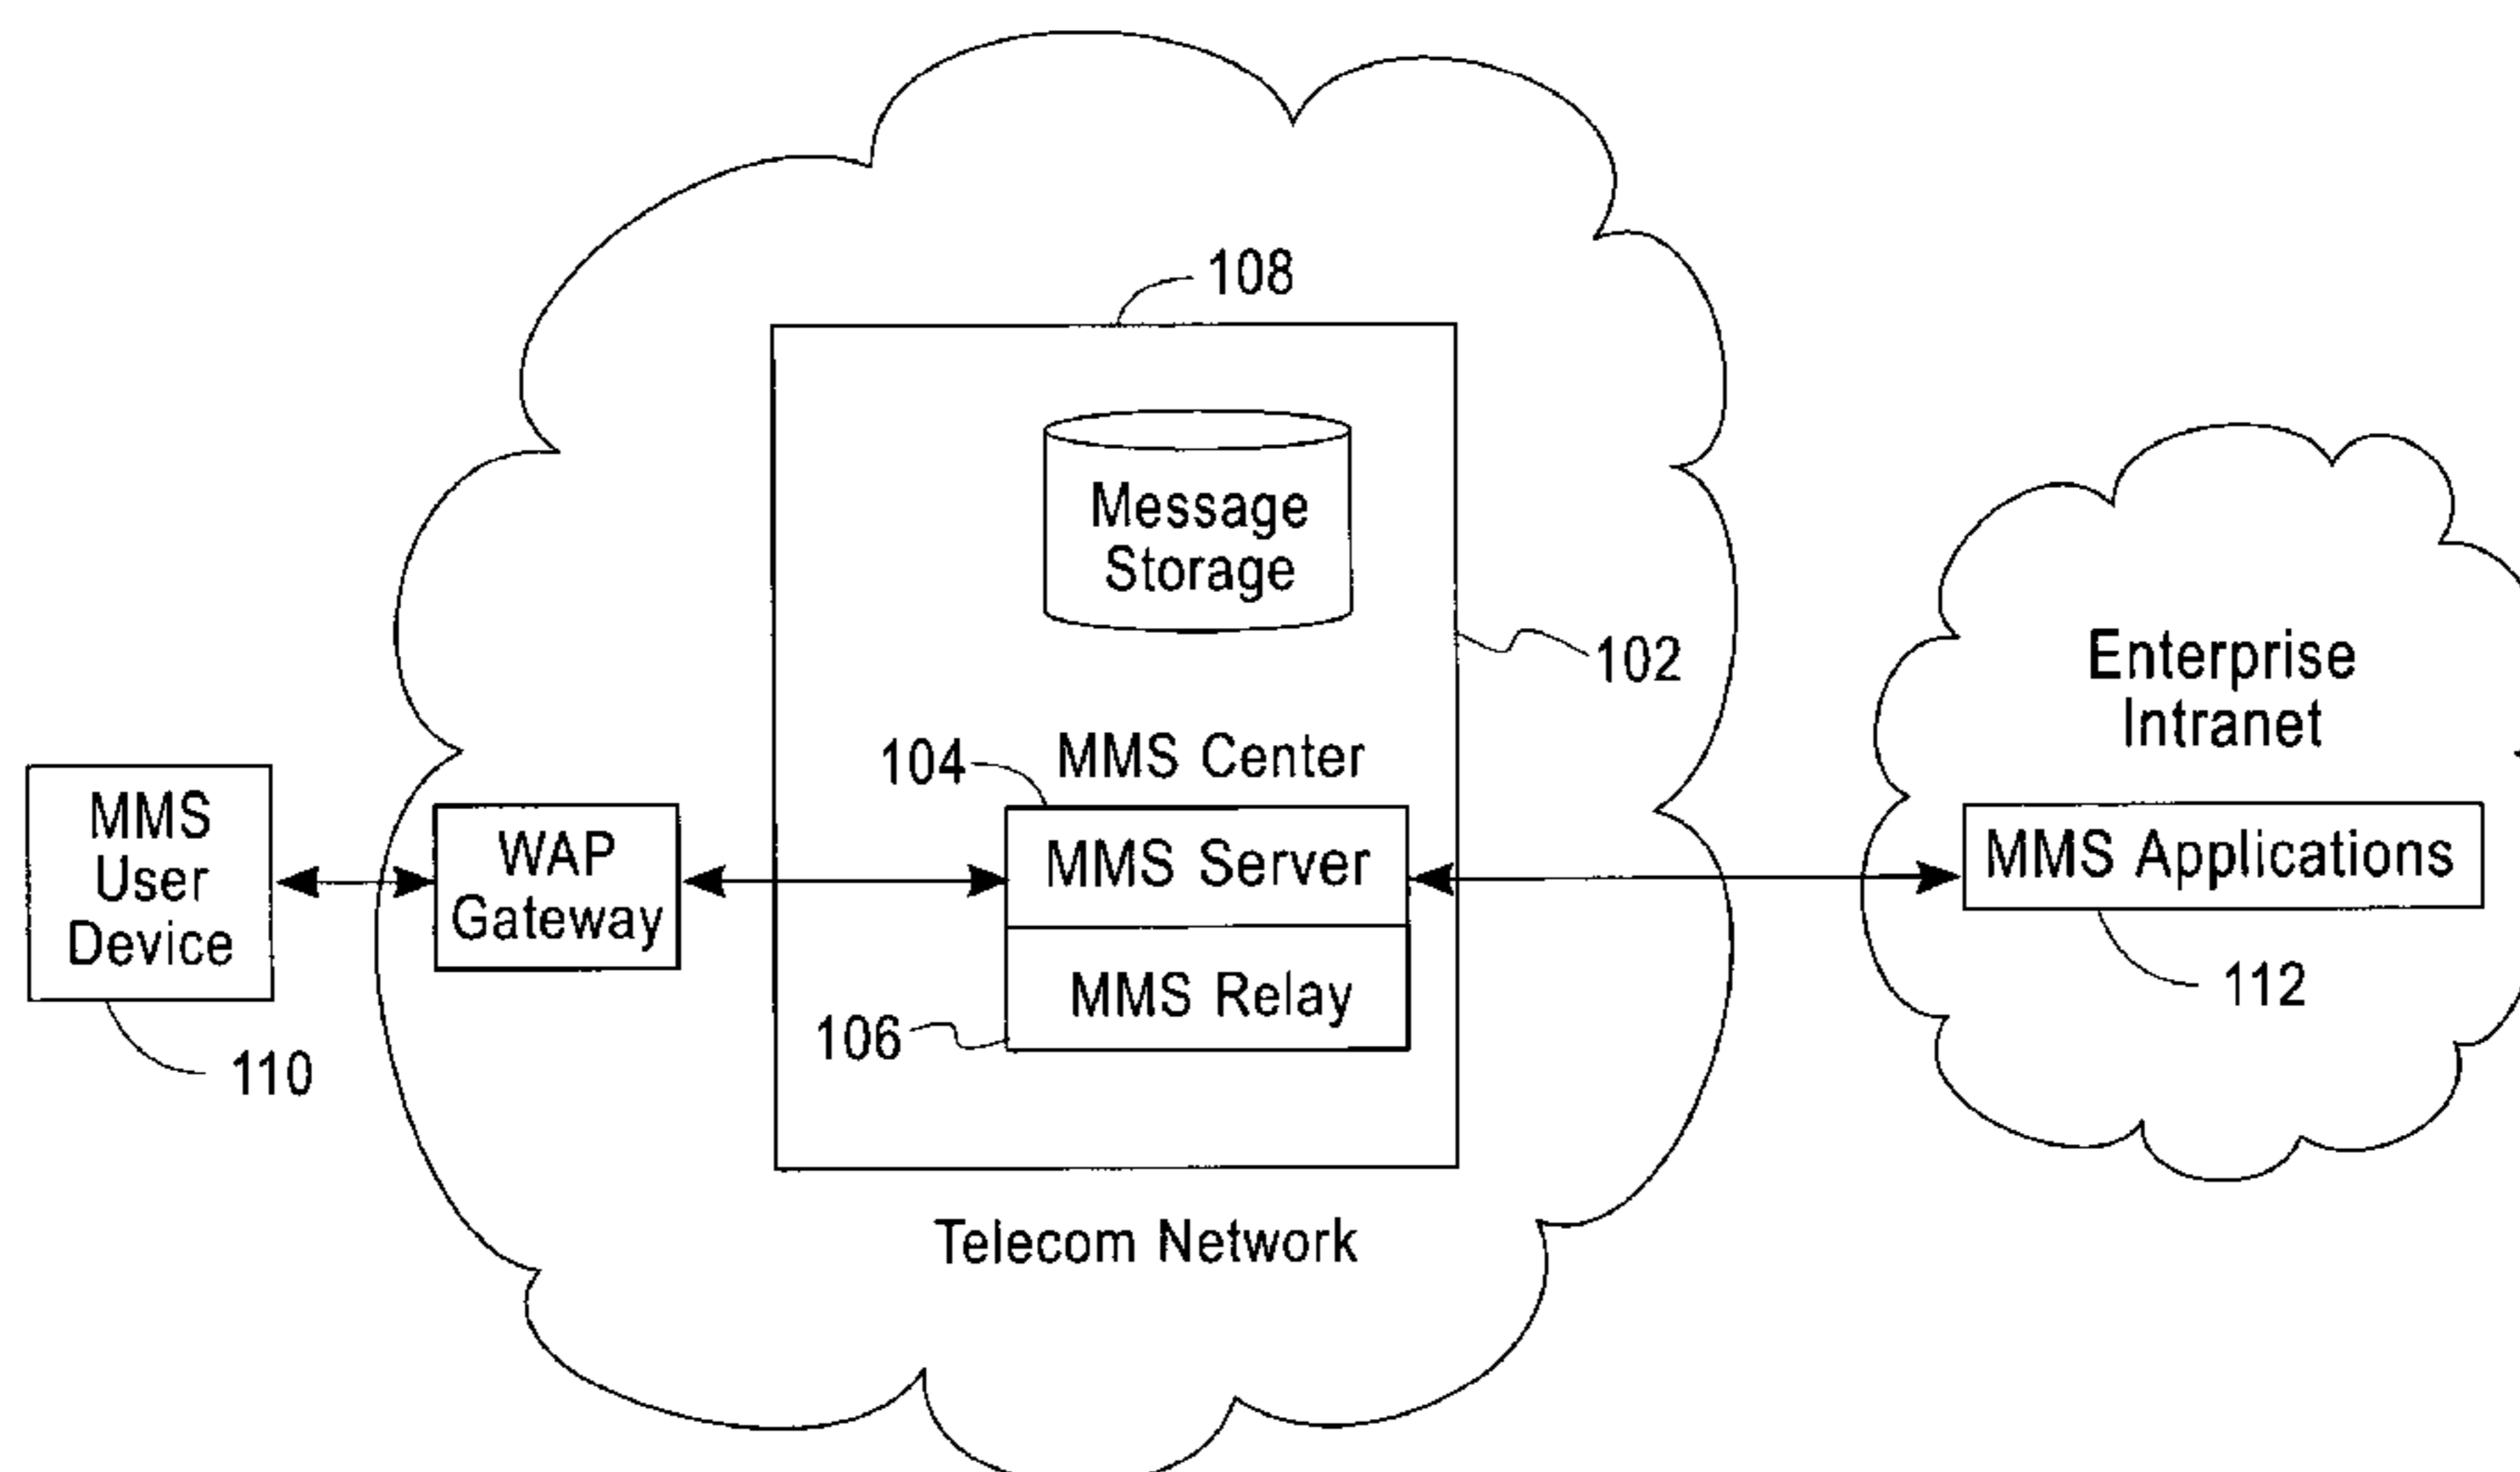 108
Message
Storage
102
Enterprise
Intranet
104
MMS Center
MMS
User
Device
WAP
Gateway
MMS Server
MMS Applications
MMS Relay
106
112
110
Telecom Network